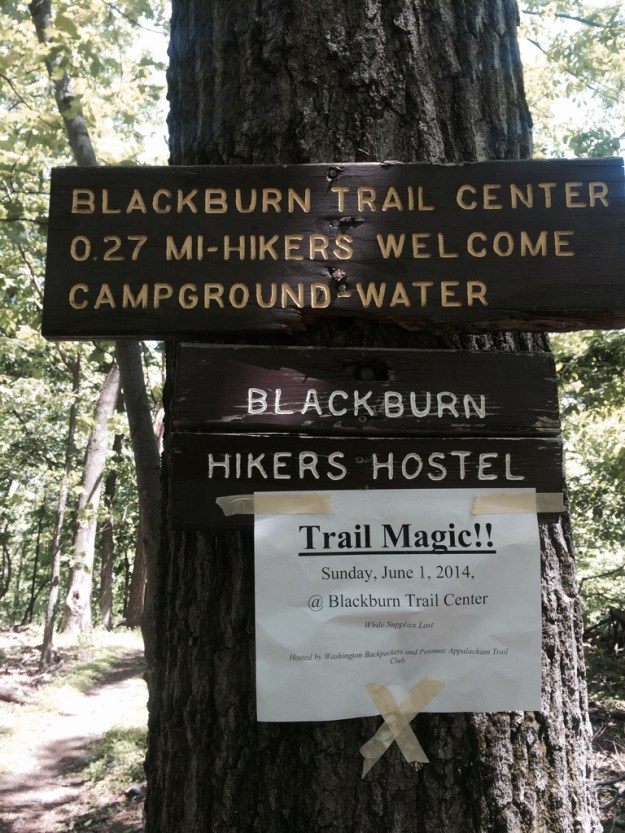 BLACKBURN TRAIL CENTER
0.27 MI-HIKERS WELCOME
CAMPGROUND-WATER
BLACKBURN
HIKERS HOSTEL
Trail Magic!!
Sunday, June 1, 2014,
@ Blackburn Trail Center
While Supplies Last
Hosted by Washington Backpackers and Potomac Appalachian Trail
Club.